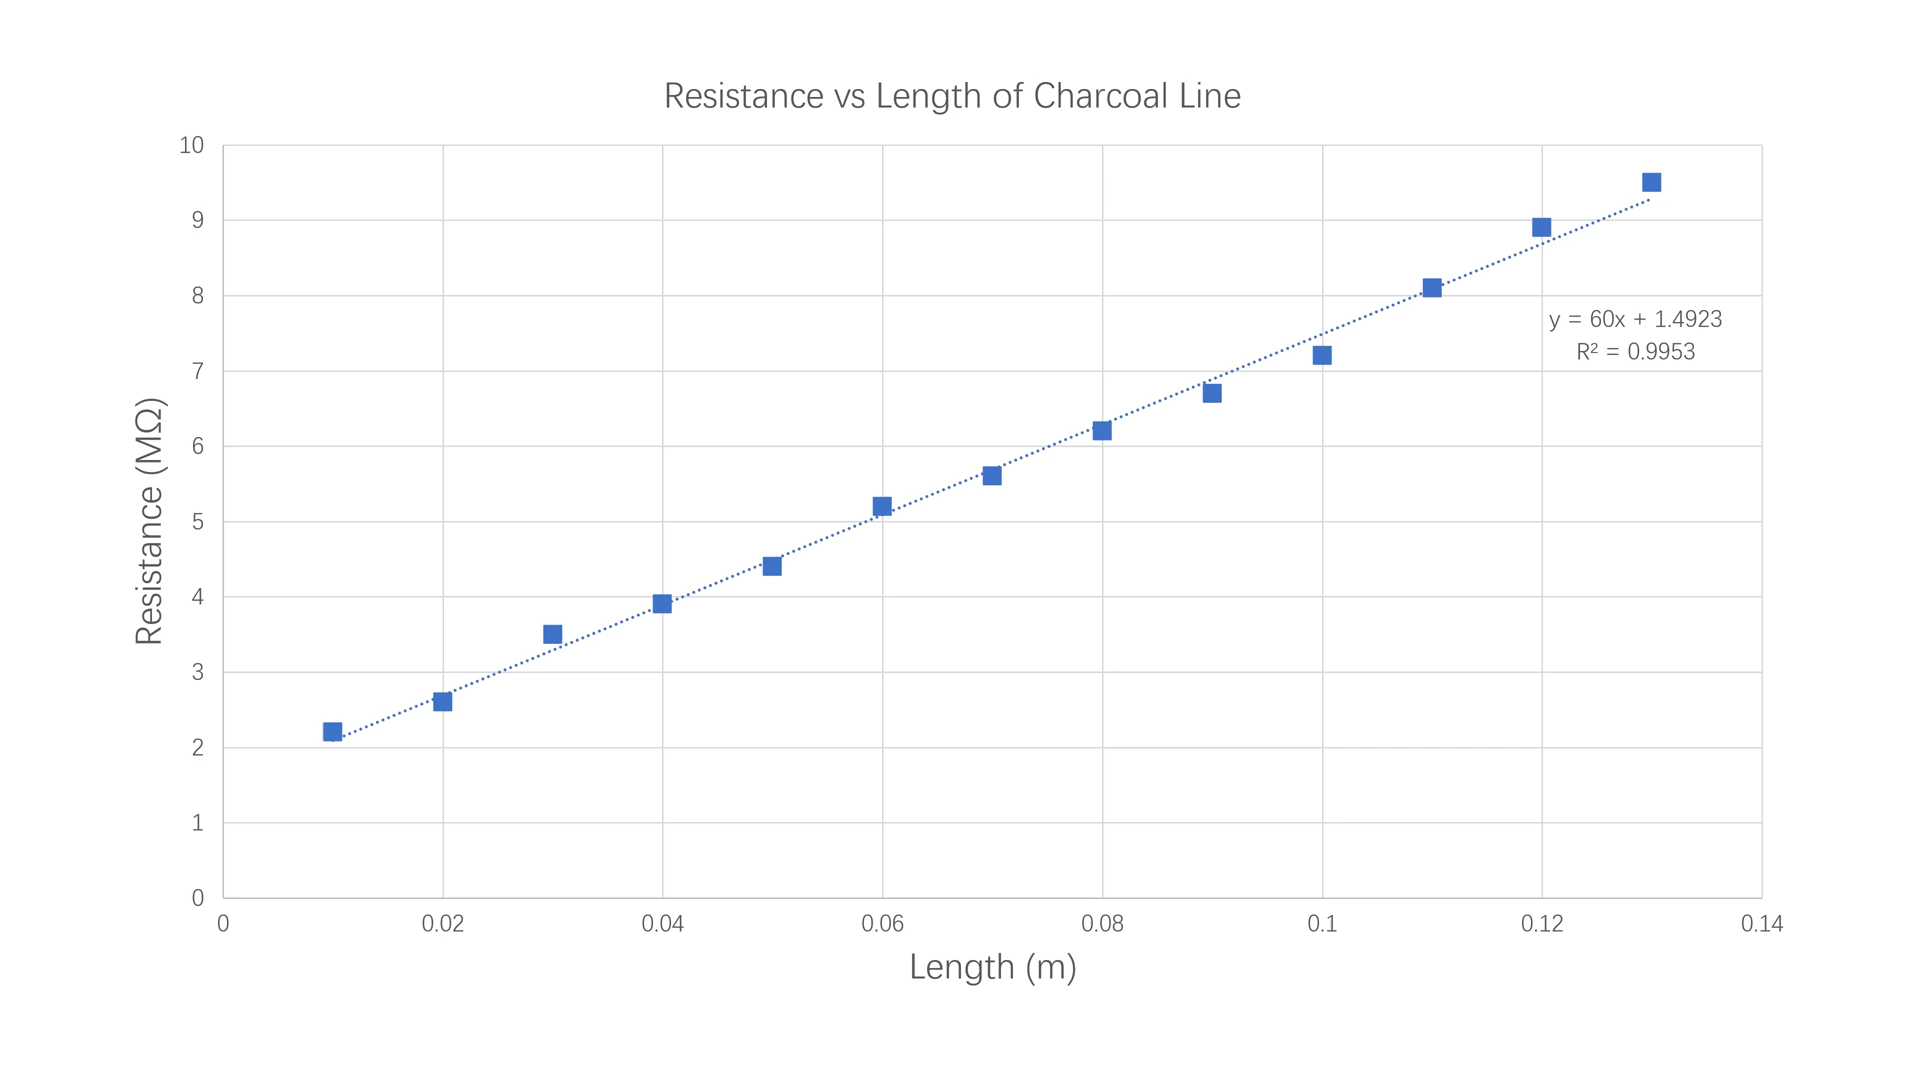 Resistance vs Length of Charcoal Line
10
9
8
7
6
5
4
3
2
1
0
Resistance (MΩ)
y = 60x + 1.4923
R² = 0.9953
0 0.02 0.04 0.06 0.08 0.1 0.12 0.14
Length (m)